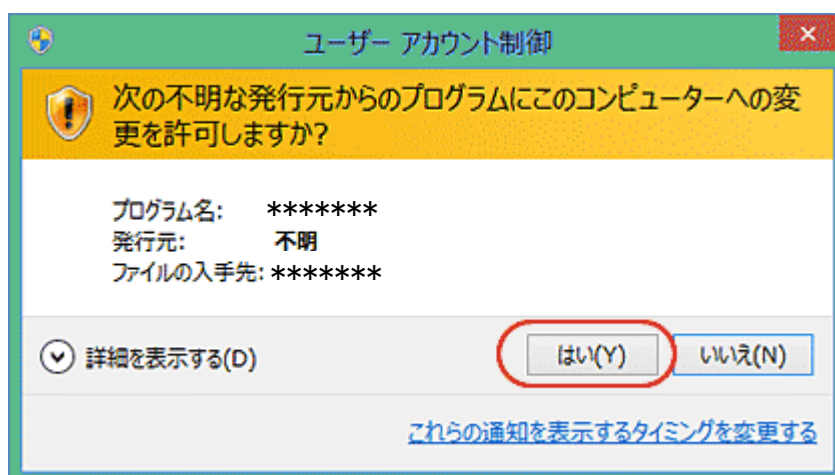 ユーザー アカウント制御
次の不明な発行元からのプログラムにこのコンピューターへの変
更を許可しますか?
プログラム名: *******
発行元: 不明
ファイルの入手先: *******
詳細を表示する(D) はい(Y) いいえ(N)
これらの通知を表示するタイミングを変更する